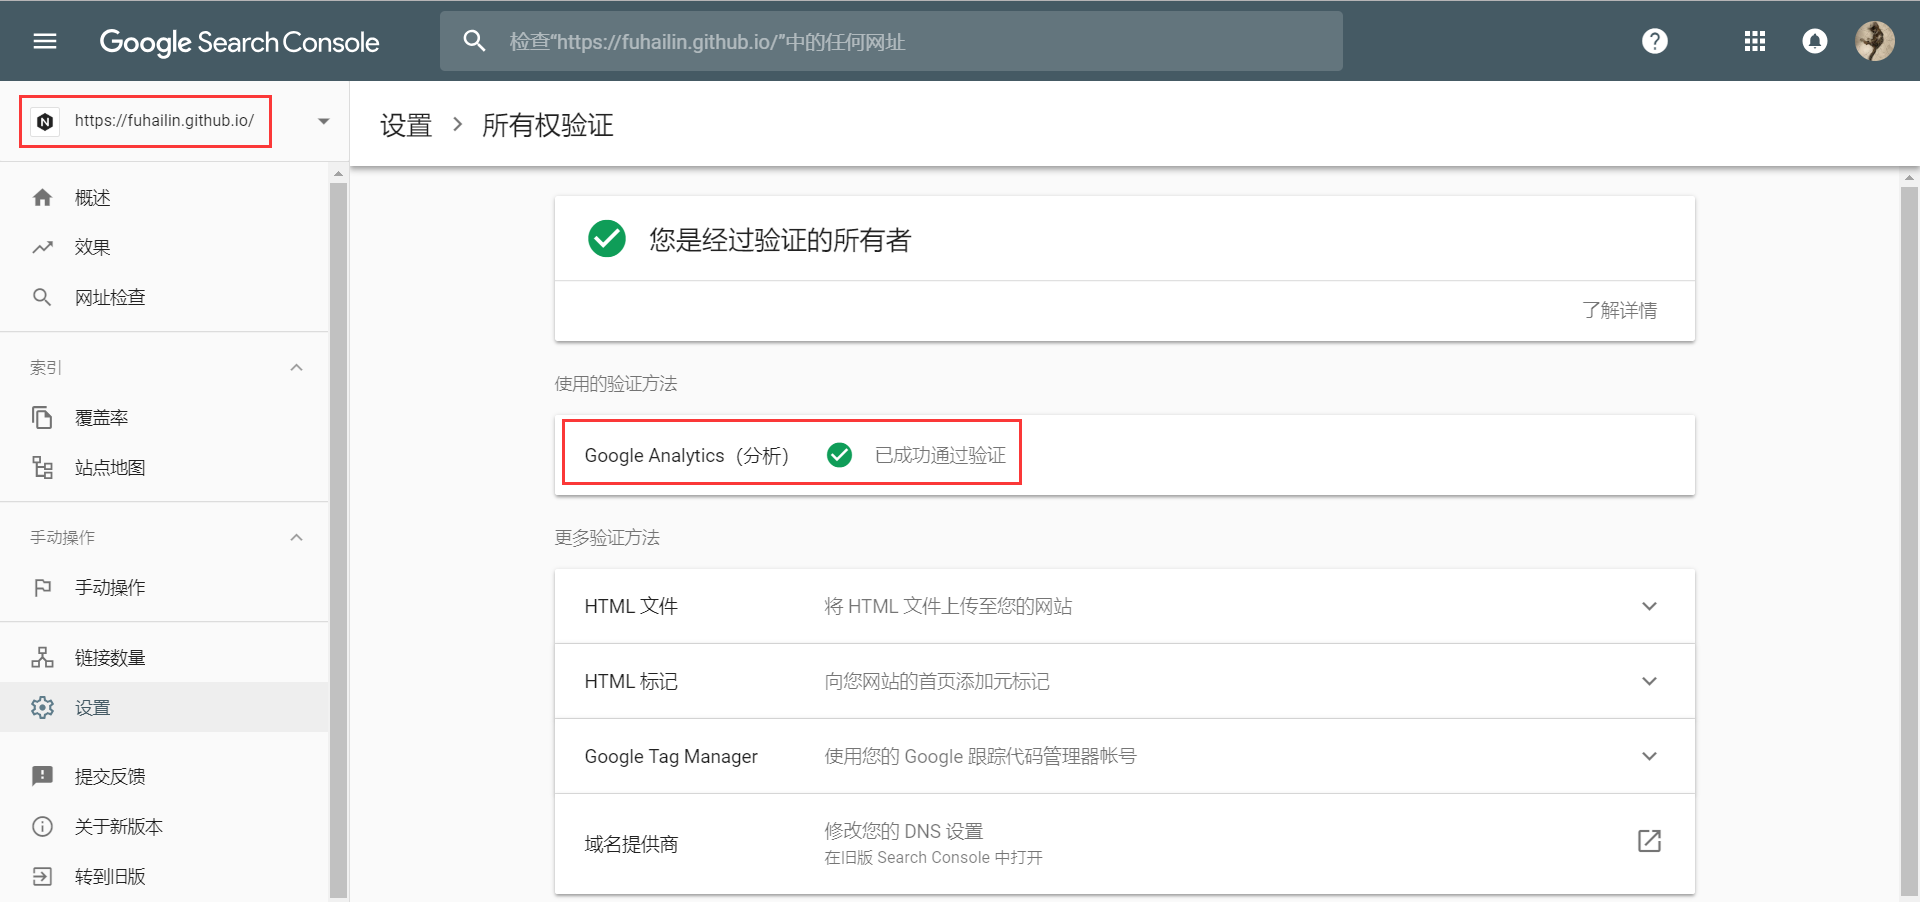 Google Search Console
检查“https://fuhailin.github.io/”中的任何网址
N
https://fuhailin.github.io/
设置
所有权验证
概述
效果
网址检查
索引
覆盖率
站点地图
手动操作
手动操作
链接数量
设置
提交反馈
关于新版本
转到旧版
您是经过验证的所有者
了解详情
使用的验证方法
Google Analytics（分析） 已成功通过验证
更多验证方法
HTML 文件 将 HTML 文件上传至您的网站
HTML 标记 向您网站的首页添加元标记
Google Tag Manager 使用您的 Google 跟踪代码管理器帐号
域名提供商 修改您的 DNS 设置
在旧版 Search Console 中打开